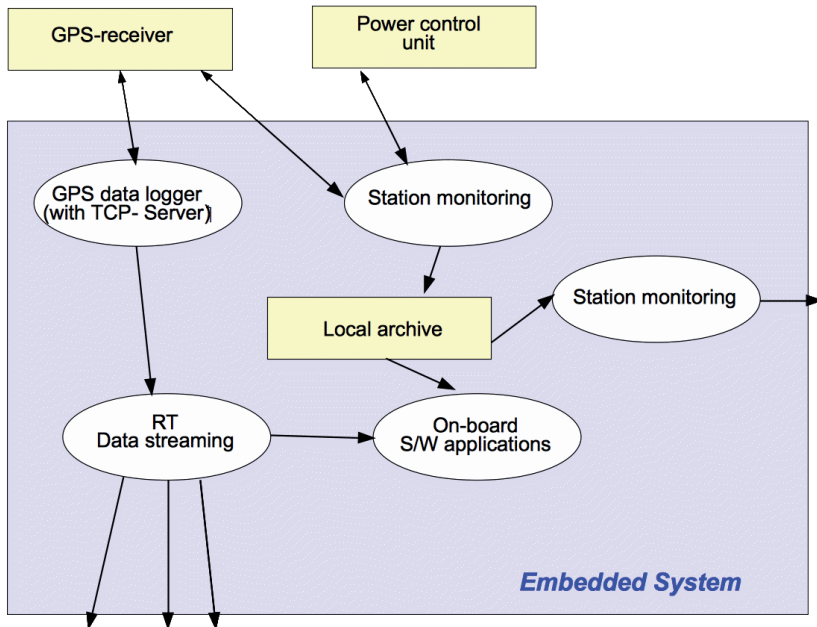 GPS-receiver
Power control
unit
GPS data logger
(with TCP- Server)
Station monitoring
Station monitoring
Local archive
RT
Data streaming
On-board
S/W applications
Embedded System